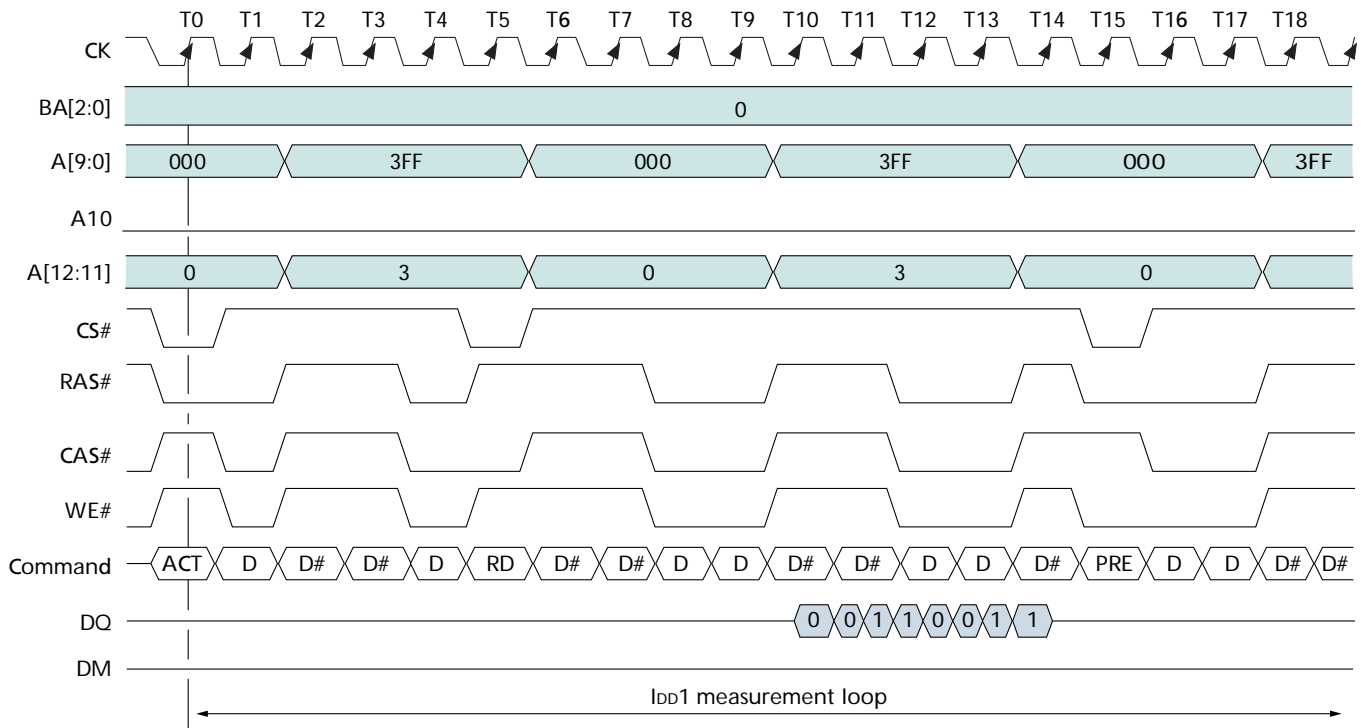 T0 T1 T2 T3 T4 T5 T6 T7 T8 T9 T10 T11 T12 T13 T14 T15 T16 T17 T18
CK
BA[2:0] 0
A[9:0] 000 3FF 000 3FF 000 3FF
A10
A[12:11] 0 3 0 3 0
CS#
RAS#
CAS#
WE#
Command ACT D D# D# D RD D# D# D D D# D# D D D# PRE D D D# D#
DQ 0 0 1 1 0 0 1 1
DM
IDD1 measurement loop